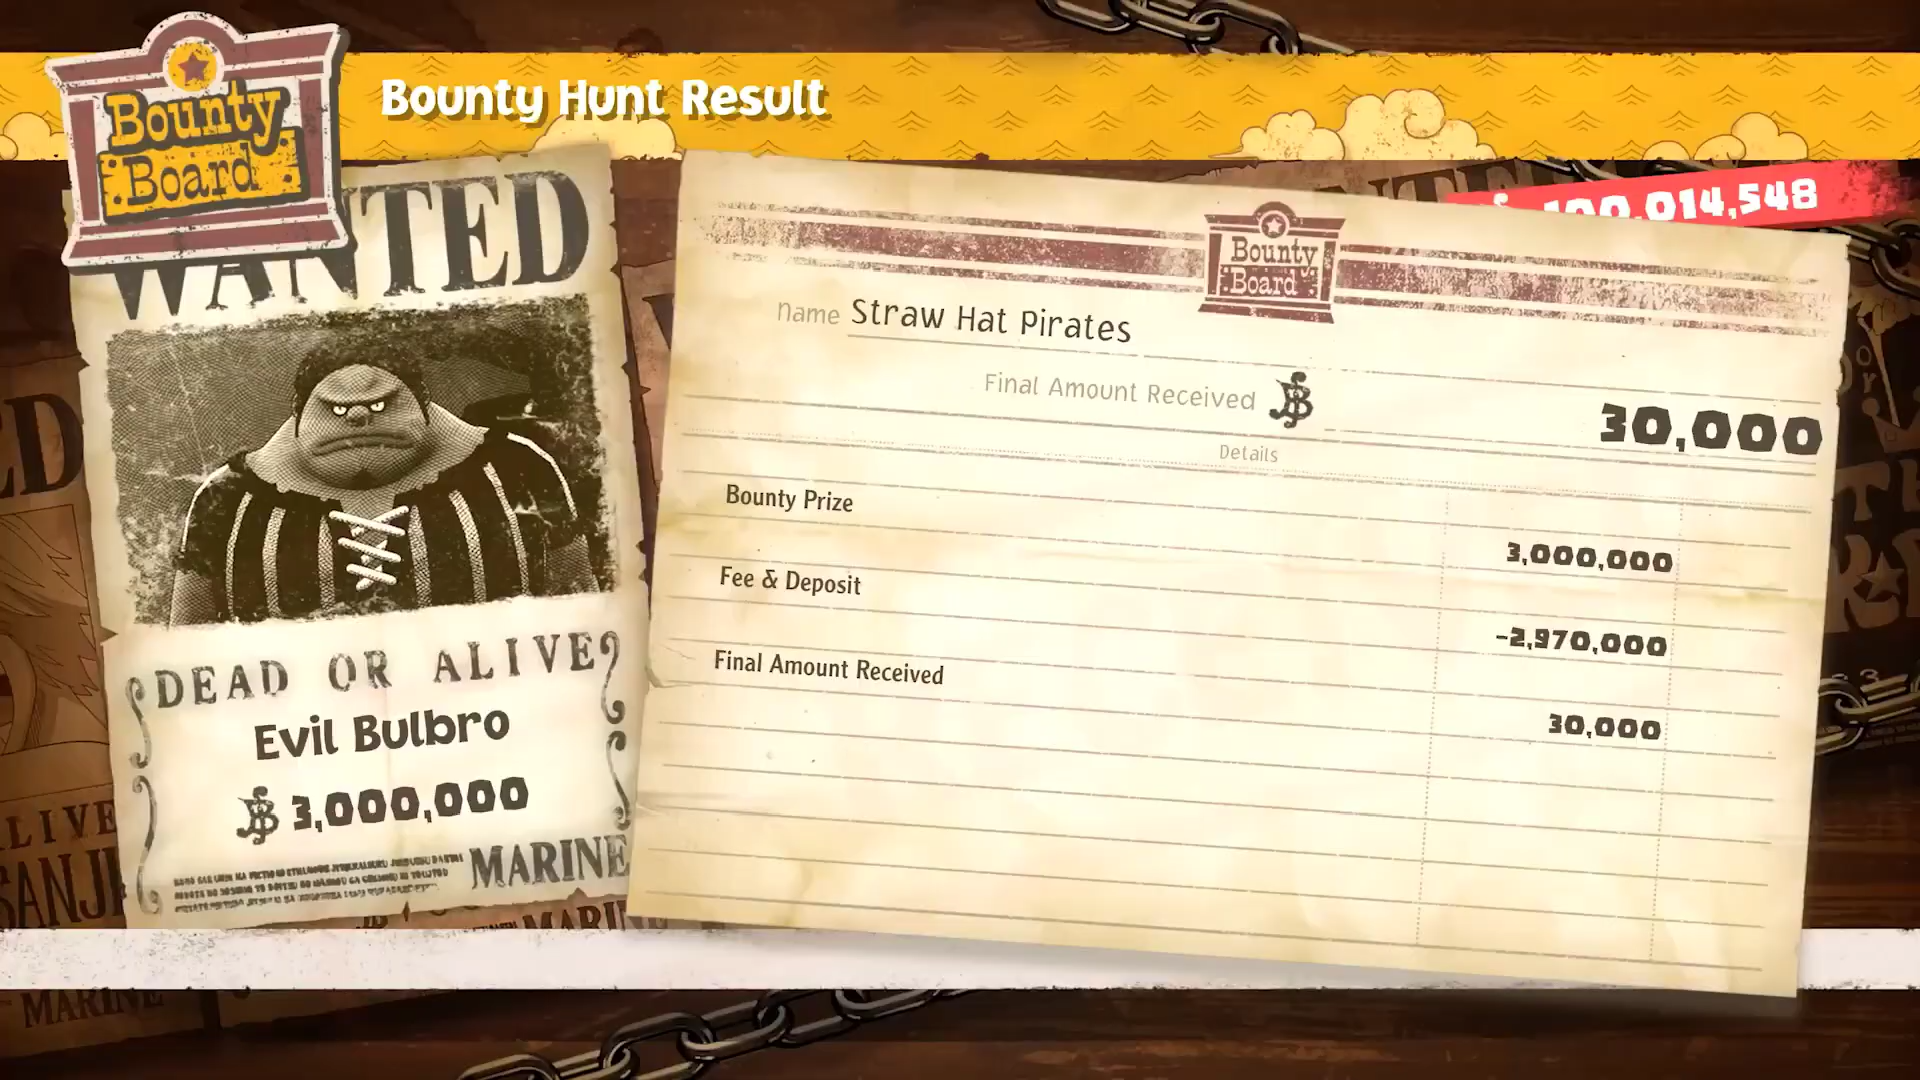 Bounty
Board
Bounty Hunt Result
WANTED
DEAD OR ALIVE
Evil Bulbro
3,000,000
MARINE
014,548
Bounty
Board
name Straw Hat Pirates
Final Amount Received
30,000
Details
Bounty Prize
3,000,000
Fee & Deposit
-2,970,000
Final Amount Received
30,000
MARINE
MARINE